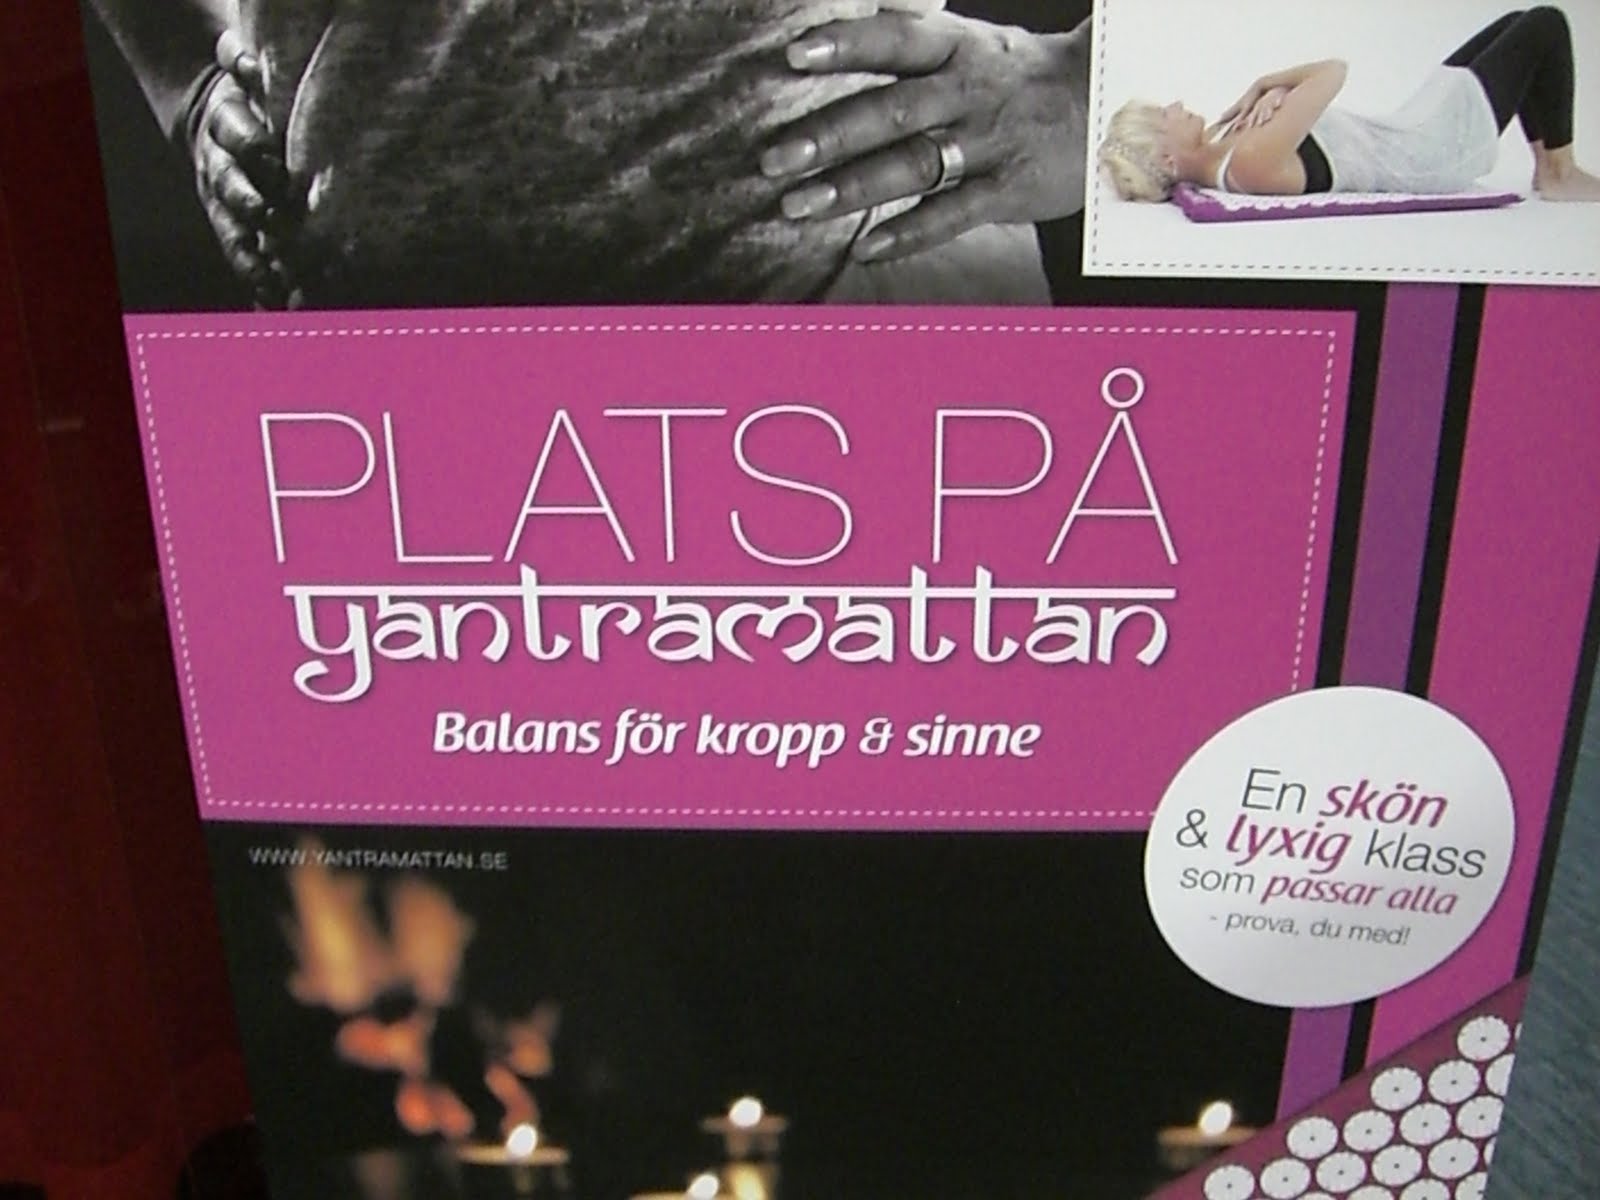 PLATS PÅ
yantramattan
Balans för kropp & sinne
WWW.YANTRAMATTAN.SE
En skön
& lyxig klass
som passar alla
- prova, du med!